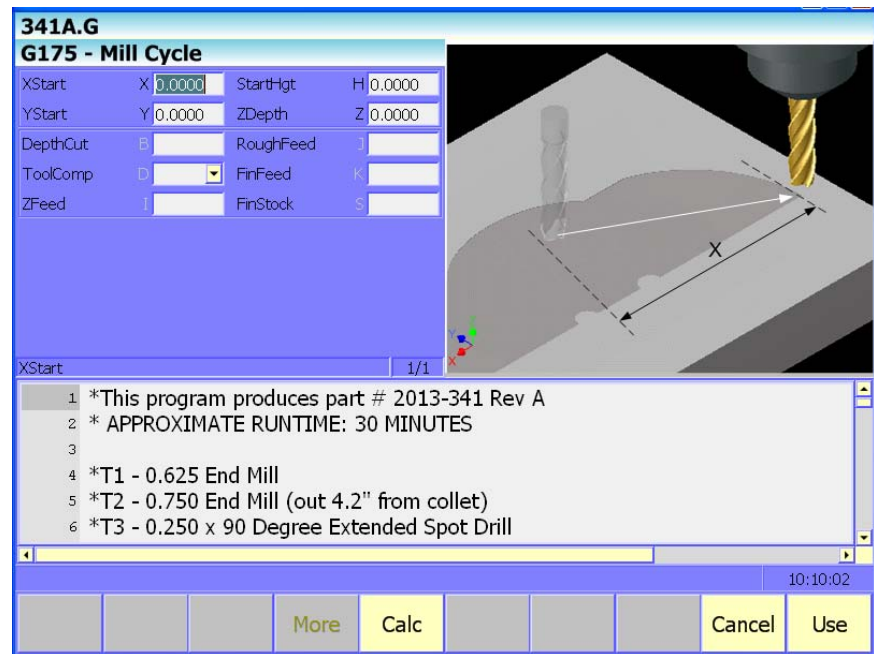 341A.G
G175 - Mill Cycle
XStart X 0.0000 StartHgt H 0.0000
YStart Y 0.0000 ZDepth Z 0.0000
DepthCut B RoughFeed J
ToolComp D FinFeed K
ZFeed I FinStock S
X
Y
X
XStart 1/1
1 *This program produces part # 2013-341 Rev A
2 * APPROXIMATE RUNTIME: 30 MINUTES
3
4 *T1 - 0.625 End Mill
5 *T2 - 0.750 End Mill (out 4.2" from collet)
6 *T3 - 0.250 x 90 Degree Extended Spot Drill
10:10:02
More Calc Cancel Use